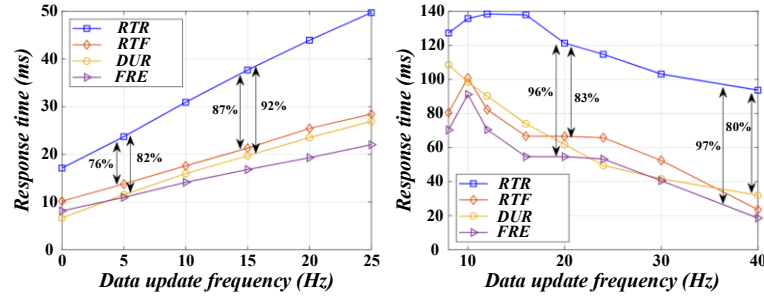 50
40
30
20
10
0
Response time (ms)
RTR
RTF
DUR
FRE
76%
82%
87%
92%
0 5 10 15 20 25
Data update frequency (Hz)
140
120
100
80
60
40
20
0
Response time (ms)
96%
83%
97%
80%
RTR
RTF
DUR
FRE
10 20 30 40
Data update frequency (Hz)